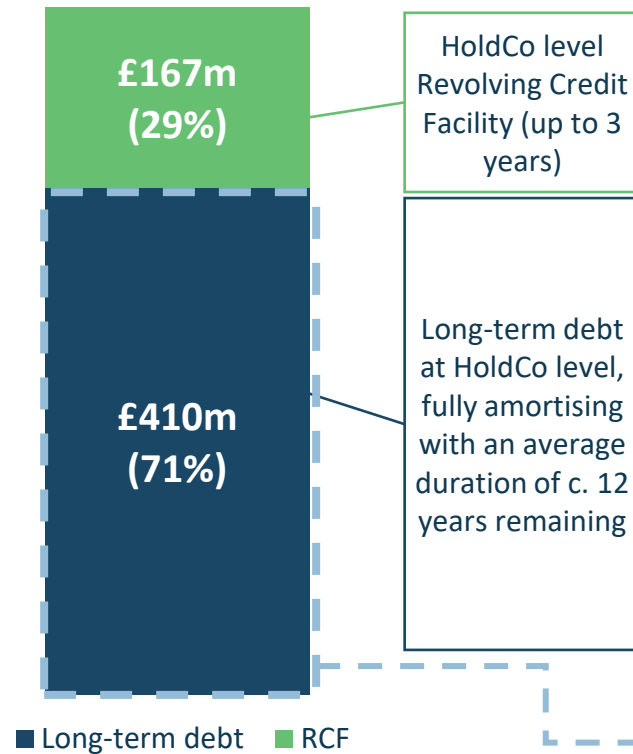 £167m
(29%)
HoldCo level
Revolving Credit
Facility (up to 3
years)
£410m
(71%)
Long-term debt
at HoldCo level,
fully amortising
with an average
duration of c. 12
years remaining
Long-term debt
RCF